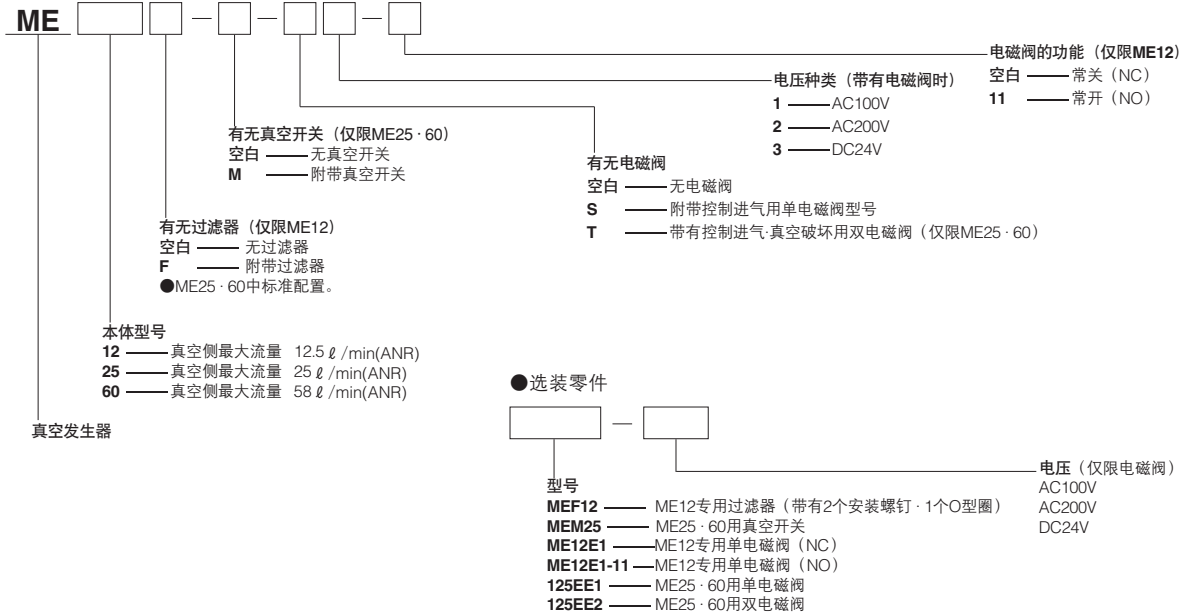 ME — — —
电磁阀的功能（仅限ME12）
空白 —— 常关（NC）
11 —— 常开（NO）
电压种类（带有电磁阀时）
1 —— AC100V
2 —— AC200V
3 —— DC24V
有无真空开关（仅限ME25 · 60）
空白 —— 无真空开关
M —— 附带真空开关
有无电磁阀
空白 —— 无电磁阀
S —— 附带控制进气用单电磁阀型号
T —— 带有控制进气·真空破坏用双电磁阀（仅限ME25 · 60）
有无过滤器（仅限ME12）
空白 —— 无过滤器
F —— 附带过滤器
●ME25 · 60中标准配置。
本体型号
12 —— 真空侧最大流量 12.5 ℓ /min(ANR)
25 —— 真空侧最大流量 25 ℓ /min(ANR)
60 —— 真空侧最大流量 58 ℓ /min(ANR)
真空发生器
●选装零件
—
型号
MEF12 —— ME12专用过滤器（带有2个安装螺钉 · 1个O型圈）
MEM25 —— ME25 · 60用真空开关
ME12E1 —— ME12专用单电磁阀（NC）
ME12E1-11 —— ME12专用单电磁阀（NO）
125EE1 —— ME25 · 60用单电磁阀
125EE2 —— ME25 · 60用双电磁阀
电压（仅限电磁阀）
AC100V
AC200V
DC24V